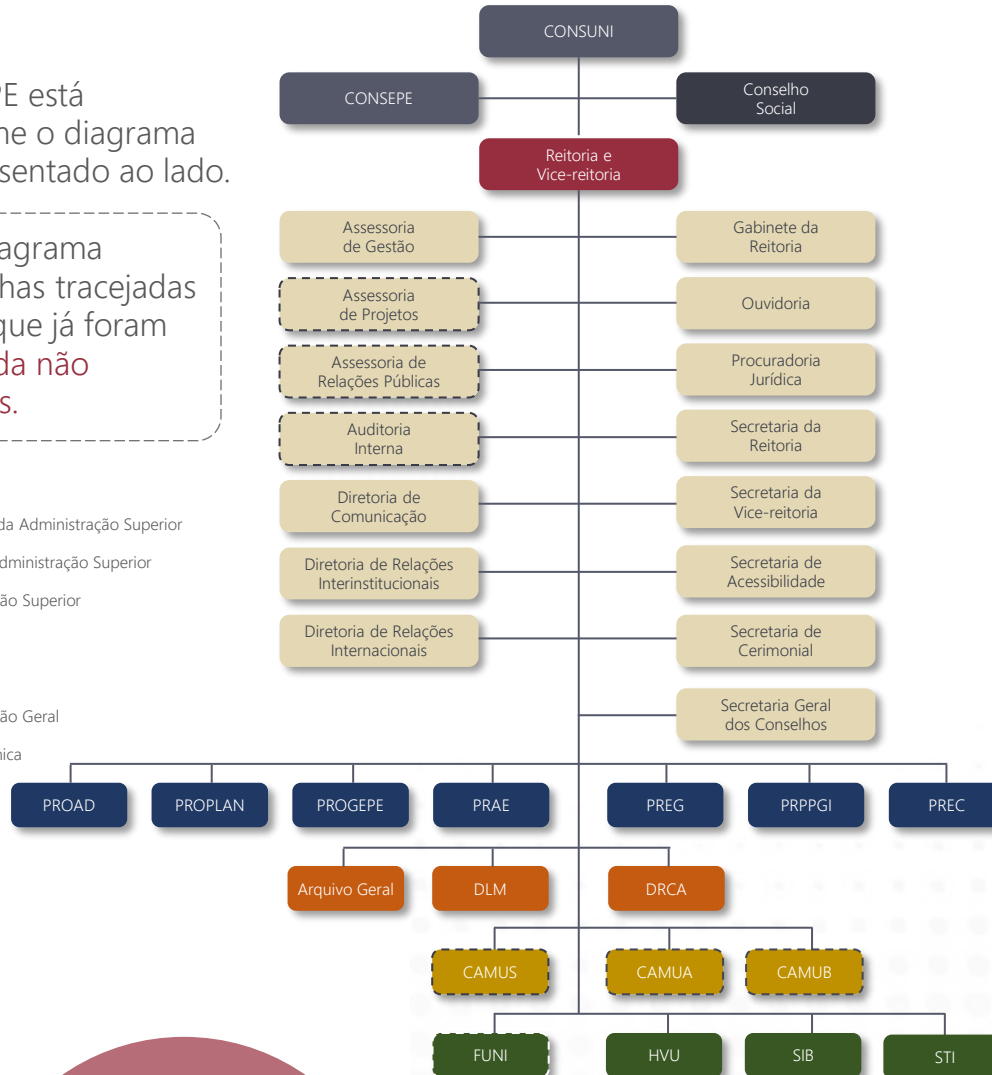 PE está
ne o diagrama
sentado ao lado.
agrama
has tracejadas
que já foram
da não
s.
da Administração Superior
dministração Superior
ão Superior
ão Geral
nica
CONSUNI
CONSEPE
Conselho
Social
Reitoria e
Vice-reitoria
Assessoria
de Gestão
Gabinete da
Reitoria
Assessoria
de Projetos
Ouvidoria
Assessoria de
Relações Públicas
Procuradoria
Jurídica
Auditoria
Interna
Secretaria da
Reitoria
Diretoria de
Comunicação
Secretaria da
Vice-reitoria
Diretoria de Relações
Interinstitucionais
Secretaria de
Acessibilidade
Diretoria de Relações
Internacionais
Secretaria de
Cerimonial
Secretaria Geral
dos Conselhos
PROAD
PROPLAN
PROGEPE
PRAE
PREG
PRPPGI
PREC
Arquivo Geral
DLM
DRCA
CAMUS
CAMUA
CAMUB
FUNI
HVU
SIB
STI